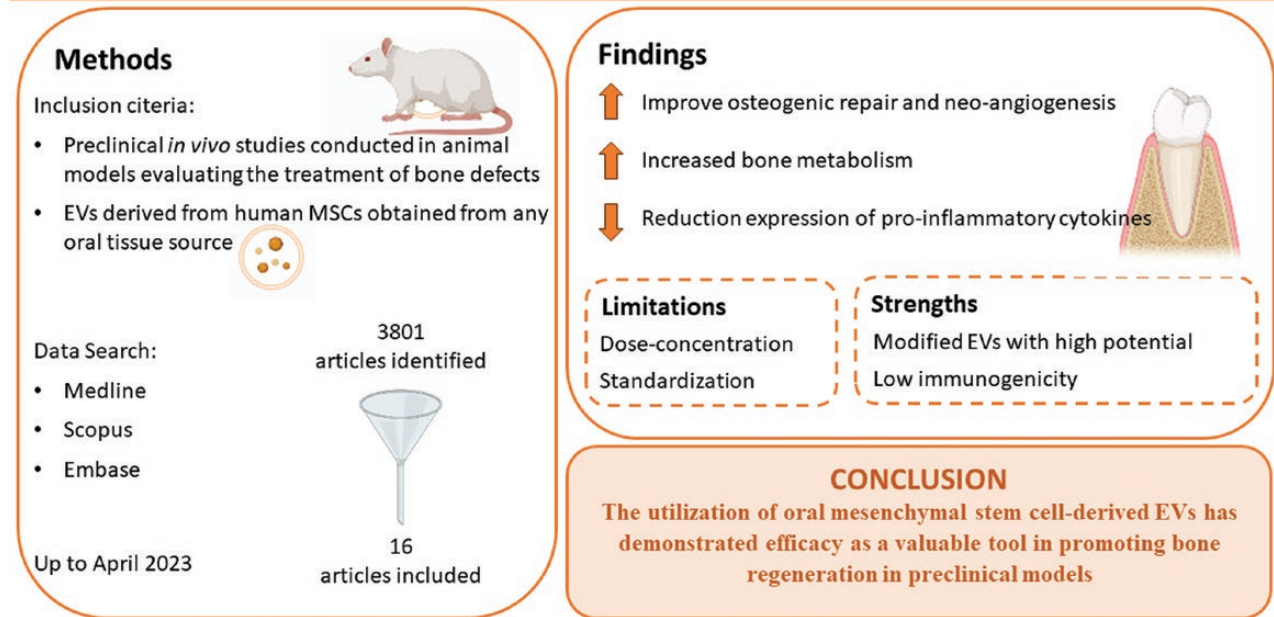 Methods
Inclusion citeria:
• Preclinical in vivo studies conducted in animal
models evaluating the treatment of bone defects
• EVs derived from human MSCs obtained from any
oral tissue source
Data Search:
• Medline
• Scopus
• Embase
Up to April 2023
3801
articles identified
16
articles included
Findings
Improve osteogenic repair and neo-angiogenesis
Increased bone metabolism
Reduction expression of pro-inflammatory cytokines
Limitations
Dose-concentration
Standardization
Strengths
Modified EVs with high potential
Low immunogenicity
CONCLUSION
The utilization of oral mesenchymal stem cell-derived EVs has
demonstrated efficacy as a valuable tool in promoting bone
regeneration in preclinical models